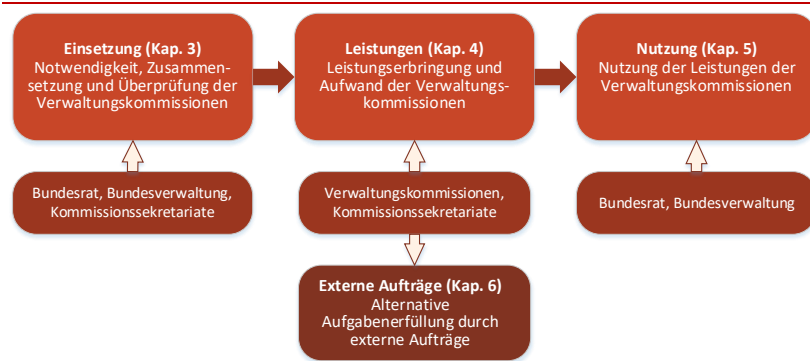 Einsetzung (Kap. 3)
Notwendigkeit, Zusammen-
setzung und Überprüfung der
Verwaltungskommissionen
Leistungen (Kap. 4)
Leistungserbringung und
Aufwand der Verwaltungs-
kommissionen
Nutzung (Kap. 5)
Nutzung der Leistungen der
Verwaltungskommissionen
Bundesrat, Bundesverwaltung,
Kommissionssekretariate
Verwaltungskommissionen,
Kommissionssekretariate
Bundesrat, Bundesverwaltung
Externe Aufträge (Kap. 6)
Alternative
Aufgabenerfüllung durch
externe Aufträge